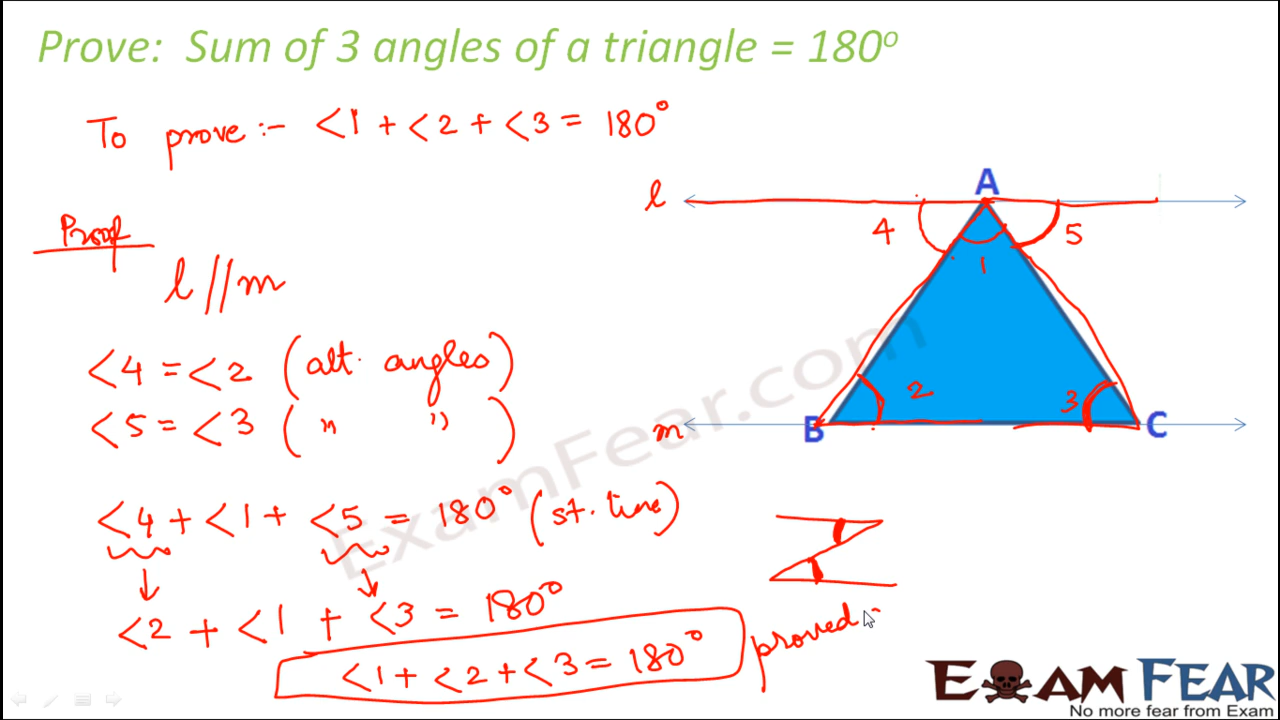 Prove: Sum of 3 angles of a triangle = 180°
To prove :- <1 + <2 + <3 = 180°
Proof
l // m
<4 = <2 (alt. angles)
<5 = <3 ( " " )
<4 + <1 + <5 = 180° (st. line)
<2 + <1 + <3 = 180°
<1 + <2 + <3 = 180° proved
l
A
4
5
1
2
3
m
B
C
ExamFear.com
EXAM FEAR
No more fear from Exam